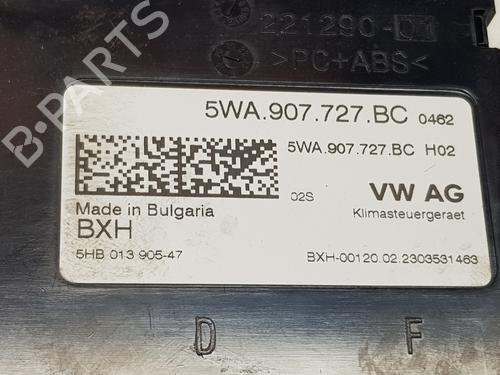 221290-01
>PC+ABS<
5WA.907.727.BC 0462
5WA.907.727.BC H02
02S
VW AG
Made in Bulgaria
Klimasteuergeraet
BXH
5HB 013 905-47
BXH-00120.02.2303531463
D F
B-PARTS